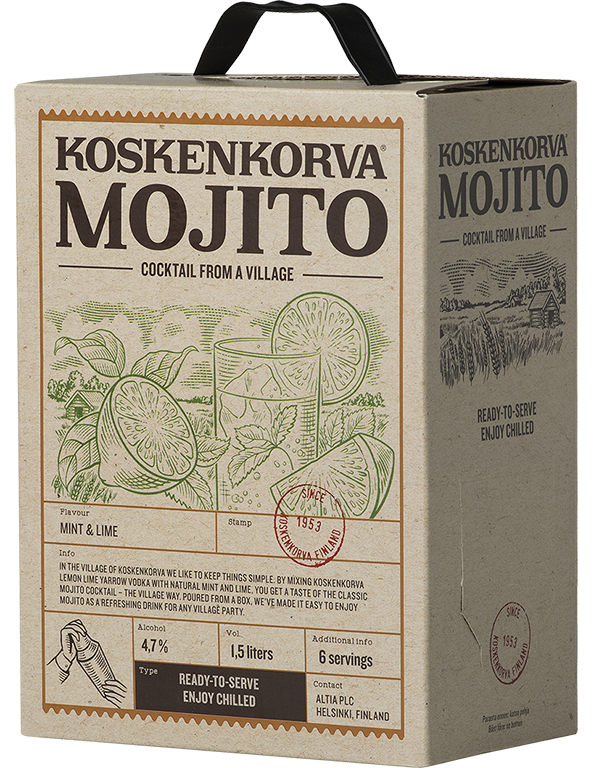 KOSKENKORVA®
MOJITO
COCKTAIL FROM A VILLAGE
Flavour
MINT & LIME
Stamp
SINCE
1953
KOSKENKORVA FINLAND
Info
IN THE VILLAGE OF KOSKENKORVA WE LIKE TO KEEP THINGS SIMPLE. BY MIXING KOSKENKORVA
LEMON LIME YARROW VODKA WITH NATURAL MINT AND LIME, YOU GET A TASTE OF THE CLASSIC
MOJITO COCKTAIL – THE VILLAGE WAY. POURED FROM A BOX, WE'VE MADE IT EASY TO ENJOY
MOJITO AS A REFRESHING DRINK FOR ANY VILLAGE PARTY.
Alcohol
4,7%
Vol.
1,5 liters
Additional info
6 servings
Type
READY-TO-SERVE
ENJOY CHILLED
Contact
ALTIA PLC
HELSINKI, FINLAND
KOSKENKORVA®
MOJITO
COCKTAIL FROM A VILLAGE
READY-TO-SERVE
ENJOY CHILLED
SINCE
1953
KOSKENKORVA FINLAND
Parasta ennen: katso pohja